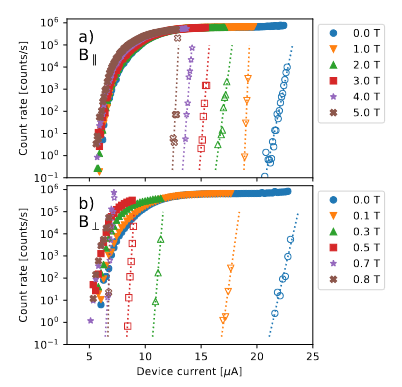 a)
B∥
Count rate [counts/s]
10⁶
10⁵
10⁴
10³
10²
10¹
10⁰
10⁻¹
0.0 T
1.0 T
2.0 T
3.0 T
4.0 T
5.0 T
b)
B⊥
Count rate [counts/s]
10⁶
10⁵
10⁴
10³
10²
10¹
10⁰
10⁻¹
0.0 T
0.1 T
0.3 T
0.5 T
0.7 T
0.8 T
5
10
15
20
25
Device current [μA]